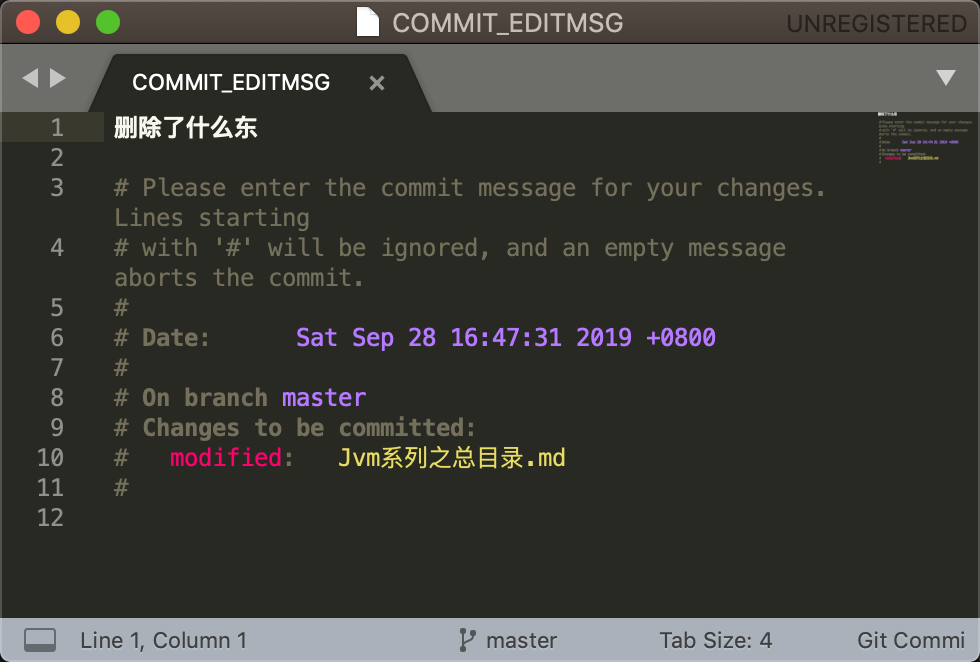 COMMIT_EDITMSG
UNREGISTERED
COMMIT_EDITMSG ×
1 删除了什么东
2
3 # Please enter the commit message for your changes.
Lines starting
4 # with '#' will be ignored, and an empty message
aborts the commit.
5 #
6 # Date: Sat Sep 28 16:47:31 2019 +0800
7 #
8 # On branch master
9 # Changes to be committed:
10 # modified: Jvm系列之总目录.md
11 #
12
Line 1, Column 1 master Tab Size: 4 Git Commi